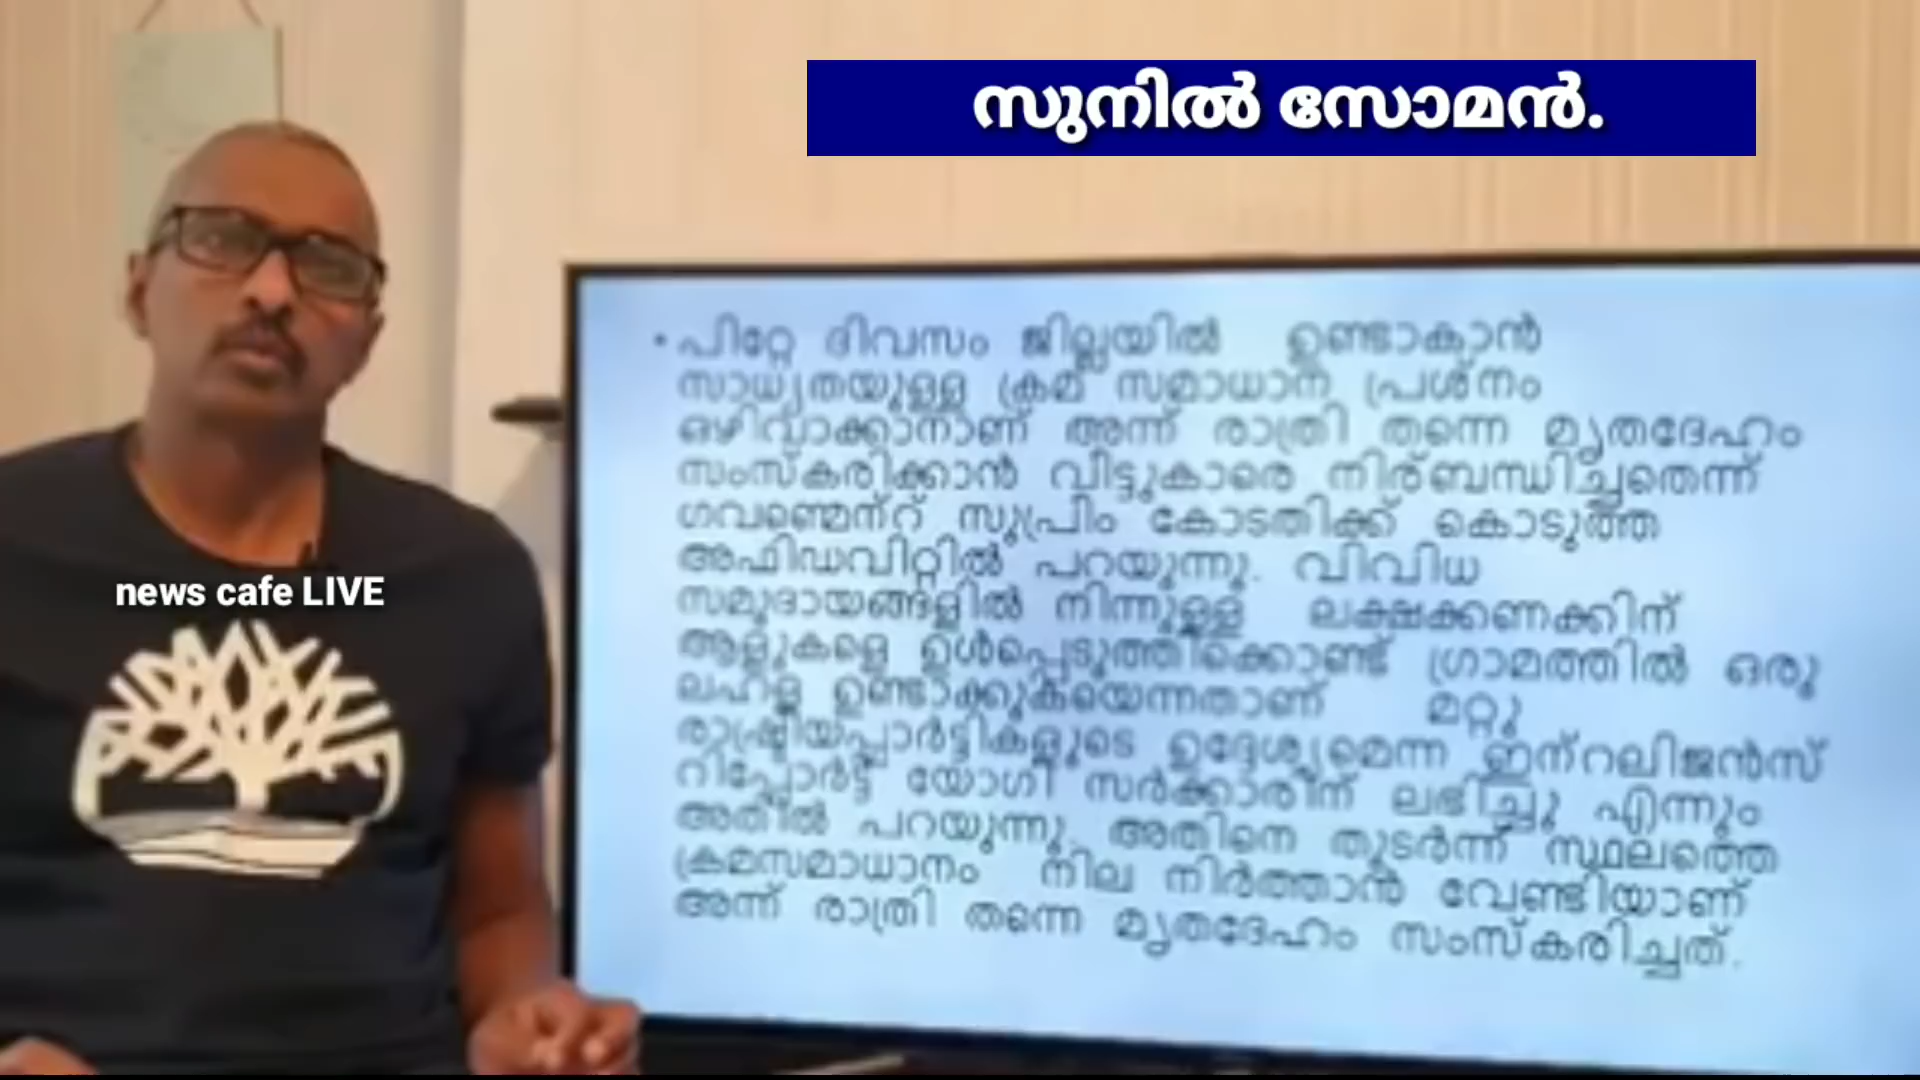 സുനിൽ സോമൻ.
• പിറ്റേ ദിവസം ജില്ലയിൽ ഉണ്ടാകാൻ
സാധ്യതയുള്ള ക്രമ സമാധാന പ്രശ്നം
ഒഴിവാക്കാനാണ് അന്ന് രാത്രി തന്നെ മൃതദേഹം
സംസ്കരിക്കാൻ വീട്ടുകാരെ നിര്ബന്ധിച്ചതെന്ന്
ഗവണ്മെന്റ് സുപ്രിം കോടതിക്ക് കൊടുത്ത
അഫിഡവിറ്റിൽ പറയുന്നു. വിവിധ
സമുദായങ്ങളിൽ നിന്നുള്ള ലക്ഷക്കണക്കിന്
ആളുകളെ ഉൾപ്പെടുത്തിക്കൊണ്ട് ഗ്രാമത്തിൽ ഒരു
ലഹള ഉണ്ടാക്കുകയെന്നതാണ് മറ്റു
രാഷ്ട്രീയപ്പാർട്ടികളുടെ ഉദ്ദേശ്യമെന്ന ഇന്റലിജൻസ്
റിപ്പോർട്ട് യോഗി സർക്കാരിന് ലഭിച്ചു എന്നും
അതിൽ പറയുന്നു. അതിനെ തുടർന്ന് സ്ഥലത്തെ
ക്രമസമാധാനം നില നിർത്താൻ വേണ്ടിയാണ്
അന്ന് രാത്രി തന്നെ മൃതദേഹം സംസ്കരിച്ചത്.
news cafe LIVE